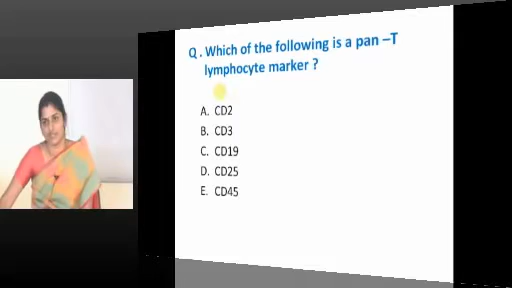 Q . Which of the following is a pan –T
lymphocyte marker ?
A. CD2
B. CD3
C. CD19
D. CD25
E. CD45